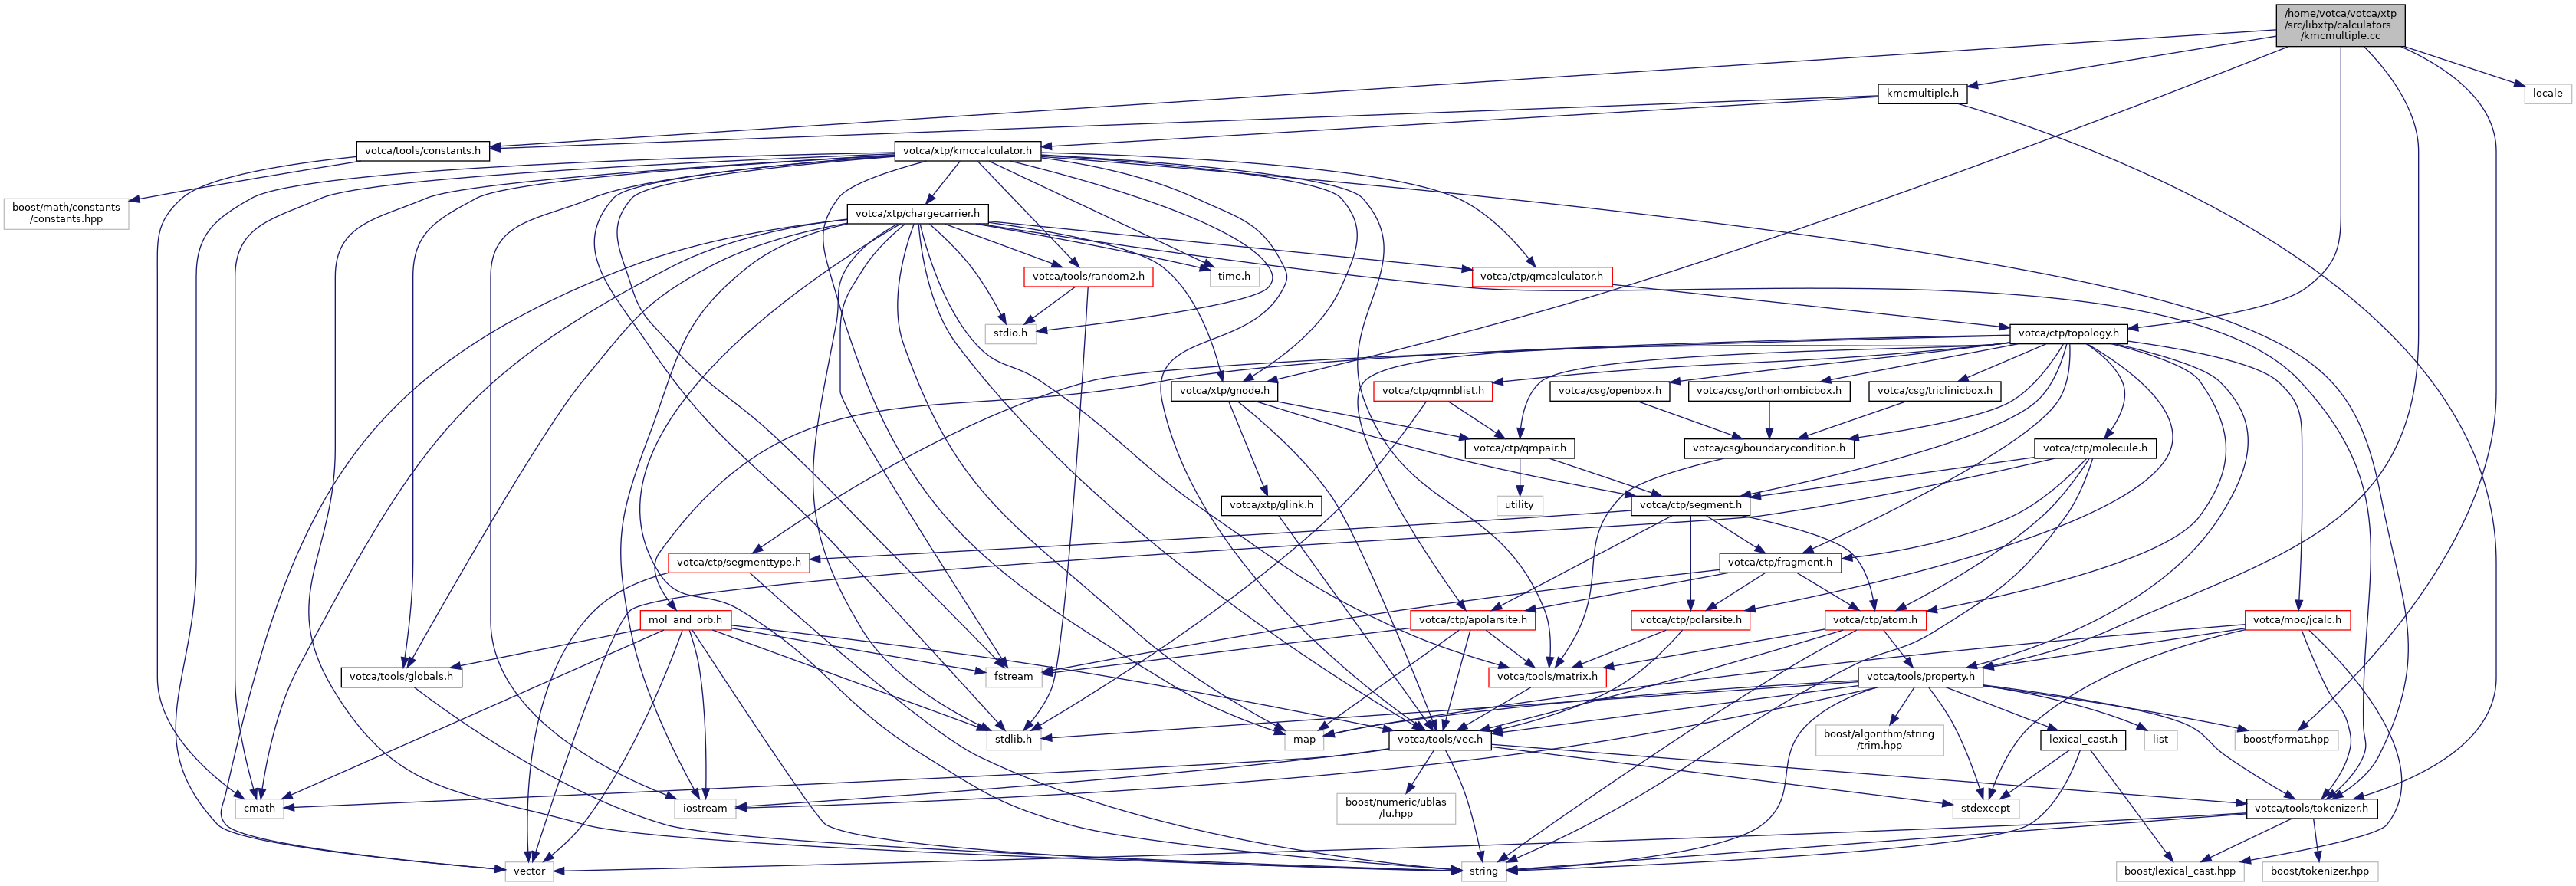 /home/votca/votca/xtp
/src/libxtp/calculators
/kmcmultiple.cc
kmcmultiple.h
locale
votca/tools/constants.h
votca/xtp/kmccalculator.h
boost/math/constants
/constants.hpp
votca/xtp/chargecarrier.h
votca/tools/random2.h
time.h
votca/ctp/qmcalculator.h
stdio.h
votca/ctp/topology.h
votca/xtp/gnode.h
votca/ctp/qmnblist.h
votca/csg/openbox.h
votca/csg/orthorhombicbox.h
votca/csg/triclinicbox.h
votca/ctp/qmpair.h
votca/csg/boundarycondition.h
votca/ctp/molecule.h
votca/xtp/glink.h
utility
votca/ctp/segment.h
votca/ctp/segmenttype.h
votca/ctp/fragment.h
mol_and_orb.h
votca/ctp/apolarsite.h
votca/ctp/polarsite.h
votca/ctp/atom.h
votca/moo/jcalc.h
votca/tools/globals.h
fstream
votca/tools/matrix.h
votca/tools/property.h
stdlib.h
map
votca/tools/vec.h
boost/algorithm/string
/trim.hpp
lexical_cast.h
list
boost/format.hpp
cmath
iostream
boost/numeric/ublas
/lu.hpp
stdexcept
votca/tools/tokenizer.h
vector
string
boost/lexical_cast.hpp
boost/tokenizer.hpp